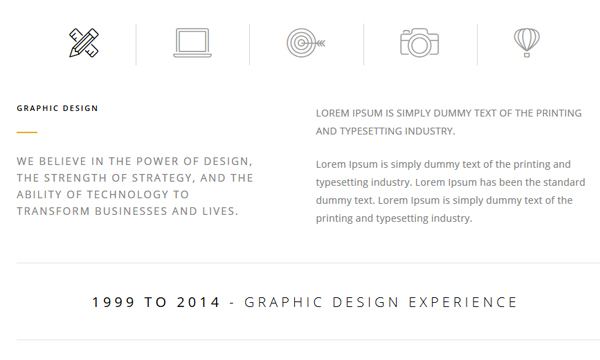 GRAPHIC DESIGN
WE BELIEVE IN THE POWER OF DESIGN,
THE STRENGTH OF STRATEGY, AND THE
ABILITY OF TECHNOLOGY TO
TRANSFORM BUSINESSES AND LIVES.
LOREM IPSUM IS SIMPLY DUMMY TEXT OF THE PRINTING
AND TYPESETTING INDUSTRY.
Lorem Ipsum is simply dummy text of the printing and
typesetting industry. Lorem Ipsum has been the standard
dummy text. Lorem Ipsum is simply dummy text of the
printing and typesetting industry.
1999 TO 2014 - GRAPHIC DESIGN EXPERIENCE